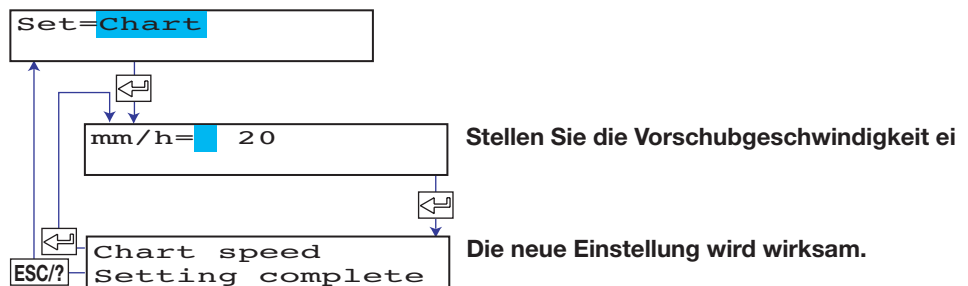 Set=Chart
mm/h= 20
Stellen Sie die Vorschubgeschwindigkeit ei
Chart speed
Setting complete
Die neue Einstellung wird wirksam.
ESC/?